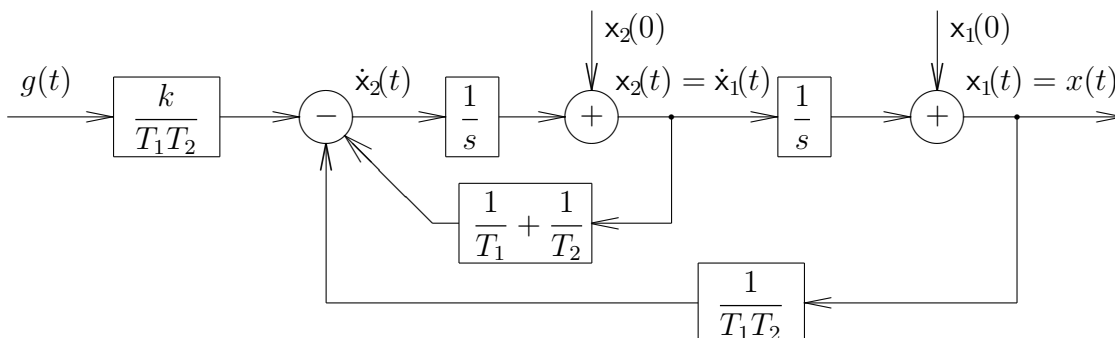 x₂(0)
x₁(0)
g(t)
k
T₁T₂
−
ẋ₂(t)
1
s
+
x₂(t) = ẋ₁(t)
1
s
+
x₁(t) = x(t)
1/T₁ + 1/T₂
1
T₁T₂